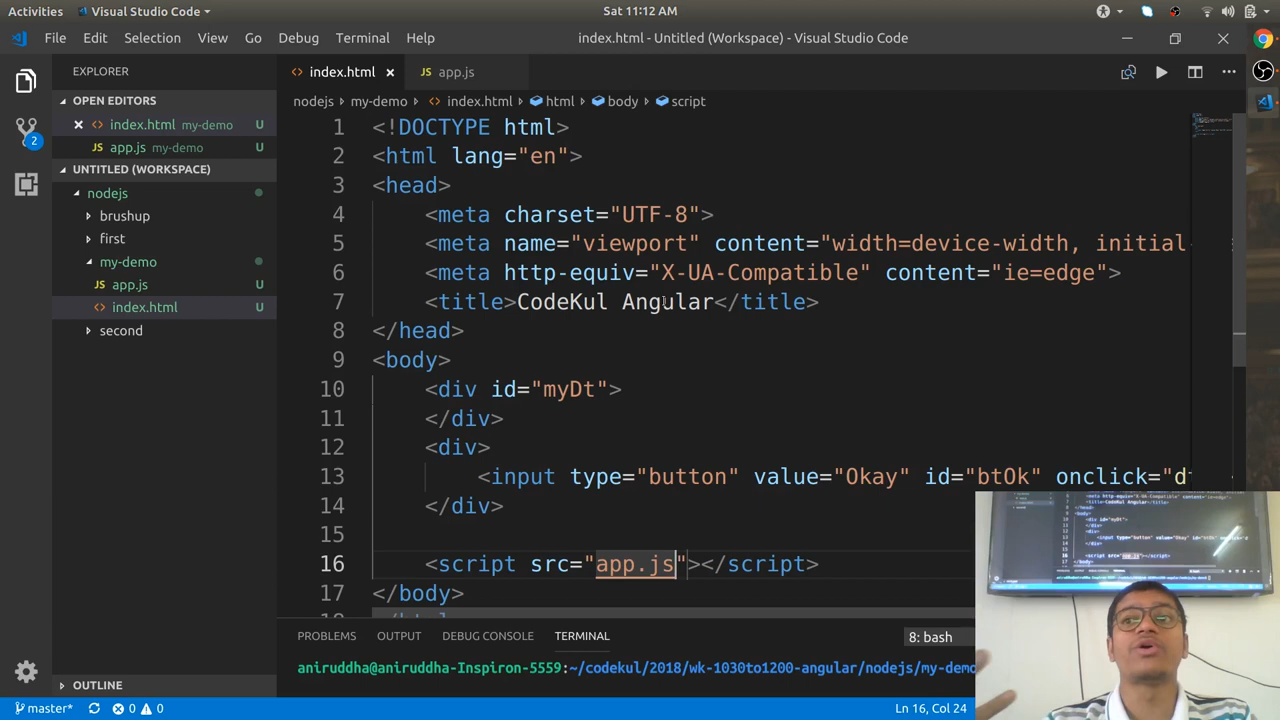 Activities Visual Studio Code Sat 11:12 AM
File Edit Selection View Go Debug Terminal Help index.html - Untitled (Workspace) - Visual Studio Code
EXPLORER
OPEN EDITORS
index.html my-demo U
app.js my-demo U
UNTITLED (WORKSPACE)
nodejs
brushup
first
my-demo
app.js U
index.html U
second
OUTLINE
2
index.html app.js
nodejs my-demo index.html html body script
1 <!DOCTYPE html>
2 <html lang="en">
3 <head>
4 <meta charset="UTF-8">
5 <meta name="viewport" content="width=device-width, initial-
6 <meta http-equiv="X-UA-Compatible" content="ie=edge">
7 <title>CodeKul Angular</title>
8 </head>
9 <body>
10 <div id="myDt">
11 </div>
12 <div>
13 <input type="button" value="Okay" id="btOk" onclick="dt
14 </div>
15
16 <script src="app.js"></script>
17 </body>
PROBLEMS OUTPUT DEBUG CONSOLE TERMINAL 8: bash
aniruddha@aniruddha-Inspiron-5559:~/codekul/2018/wk-1030to1200-angular/nodejs/my-demo
master* 0 0 Ln 16, Col 24